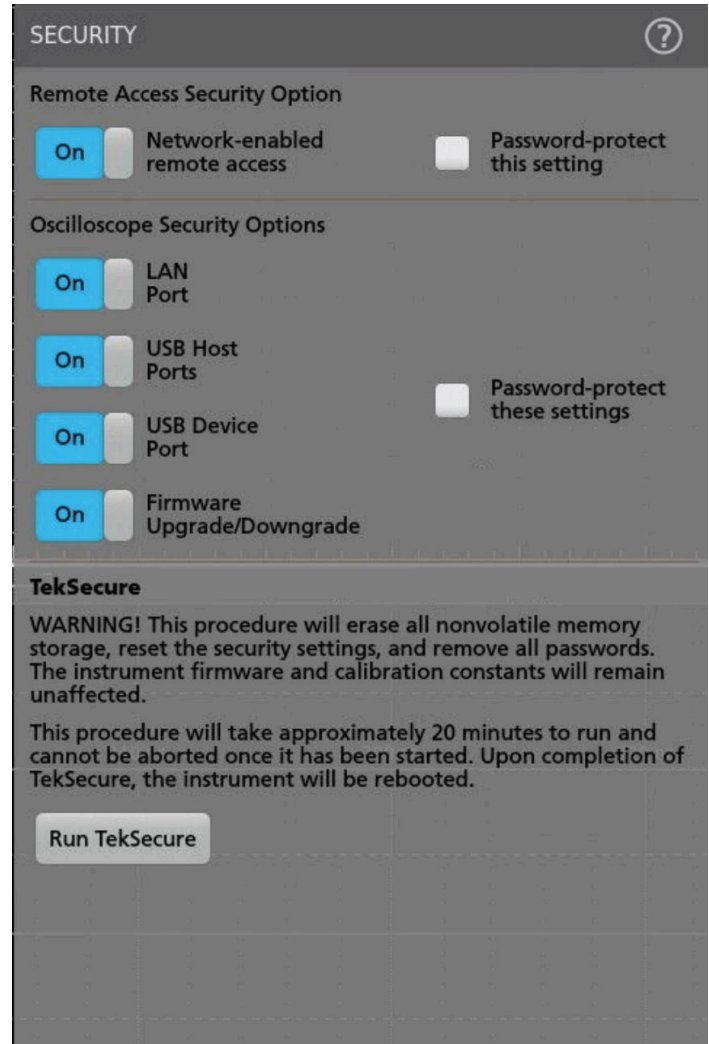 SECURITY
?
Remote Access Security Option
On
Network-enabled
remote access
Password-protect
this setting
Oscilloscope Security Options
On
LAN
Port
On
USB Host
Ports
Password-protect
these settings
On
USB Device
Port
On
Firmware
Upgrade/Downgrade
TekSecure
WARNING! This procedure will erase all nonvolatile memory
storage, reset the security settings, and remove all passwords.
The instrument firmware and calibration constants will remain
unaffected.
This procedure will take approximately 20 minutes to run and
cannot be aborted once it has been started. Upon completion of
TekSecure, the instrument will be rebooted.
Run TekSecure